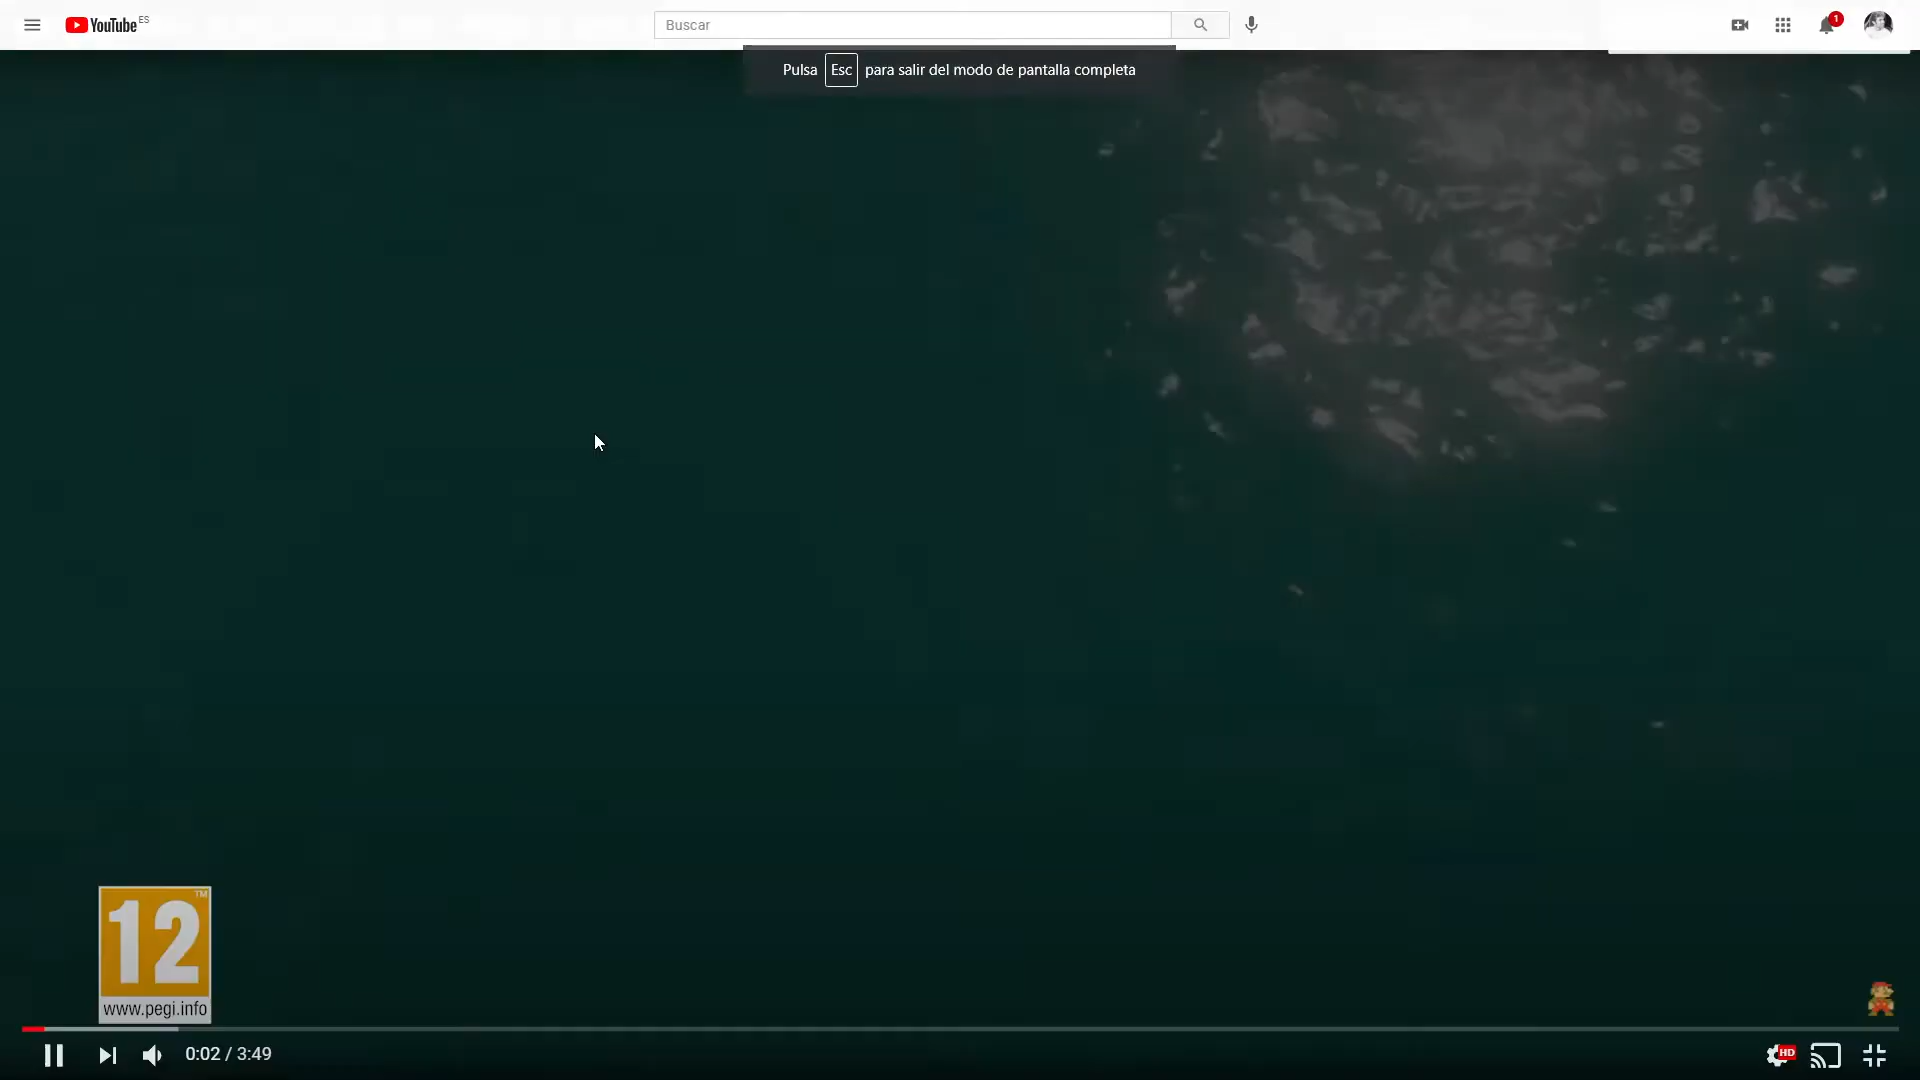 YouTube ES
Buscar
1
Pulsa Esc para salir del modo de pantalla completa
12
TM
www.pegi.info
0:02 / 3:49
HD